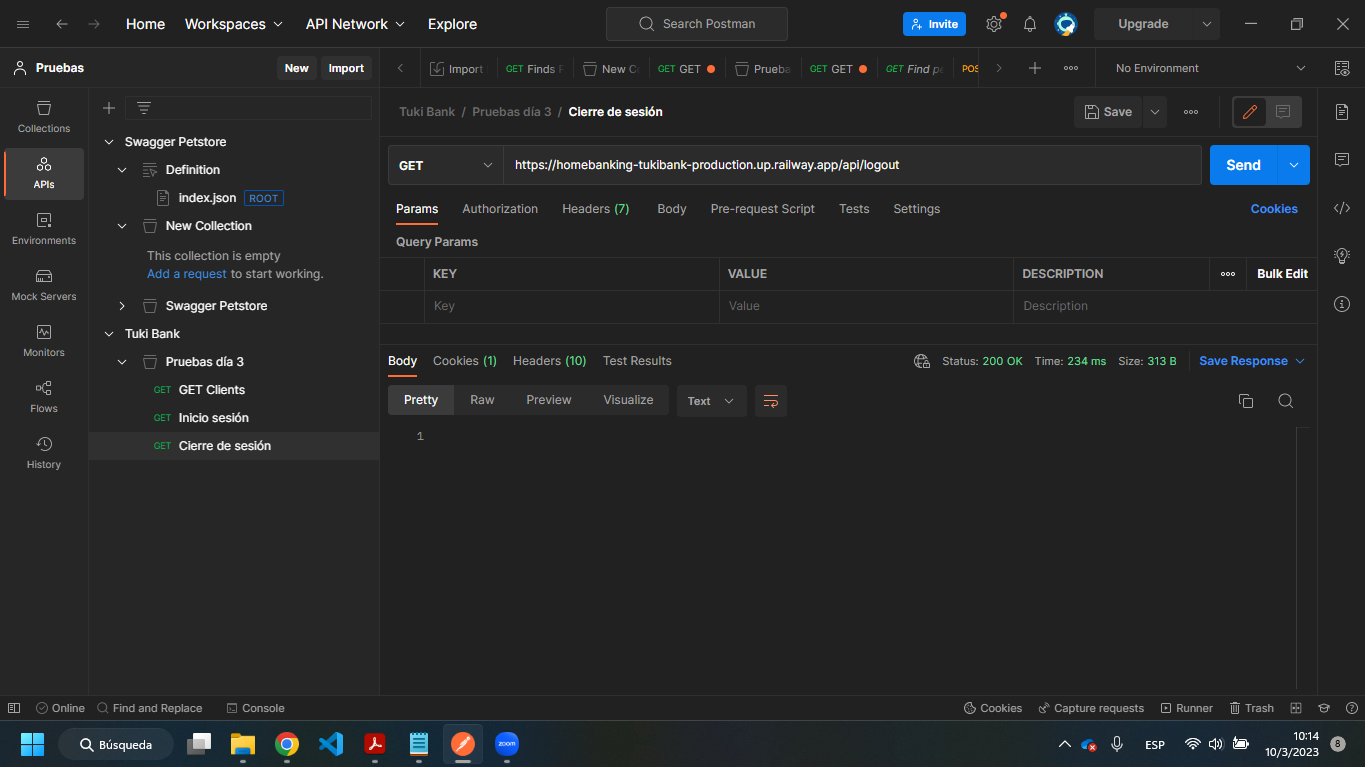 Home Workspaces API Network Explore Search Postman Invite Upgrade
Pruebas New Import
Import GET Finds New C GET GET Prueba GET GET GET Find pe POS No Environment
Collections
APIs
Environments
Mock Servers
Monitors
Flows
History
Swagger Petstore
Definition
index.json ROOT
New Collection
This collection is empty
Add a request to start working.
Swagger Petstore
Tuki Bank
Pruebas día 3
GET GET Clients
GET Inicio sesión
GET Cierre de sesión
Tuki Bank / Pruebas día 3 / Cierre de sesión Save
GET https://homebanking-tukibank-production.up.railway.app/api/logout Send
Params Authorization Headers (7) Body Pre-request Script Tests Settings Cookies
Query Params
KEY VALUE DESCRIPTION Bulk Edit
Key Value Description
Body Cookies (1) Headers (10) Test Results Status: 200 OK Time: 234 ms Size: 313 B Save Response
Pretty Raw Preview Visualize Text
1
Online Find and Replace Console Cookies Capture requests Runner Trash
Búsqueda zoom ESP 10:14
10/3/2023 8